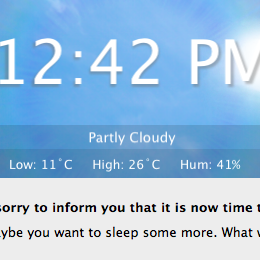 12:42 PM
Partly Cloudy
Low: 11˚C High: 26˚C Hum: 41%
sorry to inform you that it is now time
you want to sleep some more. What